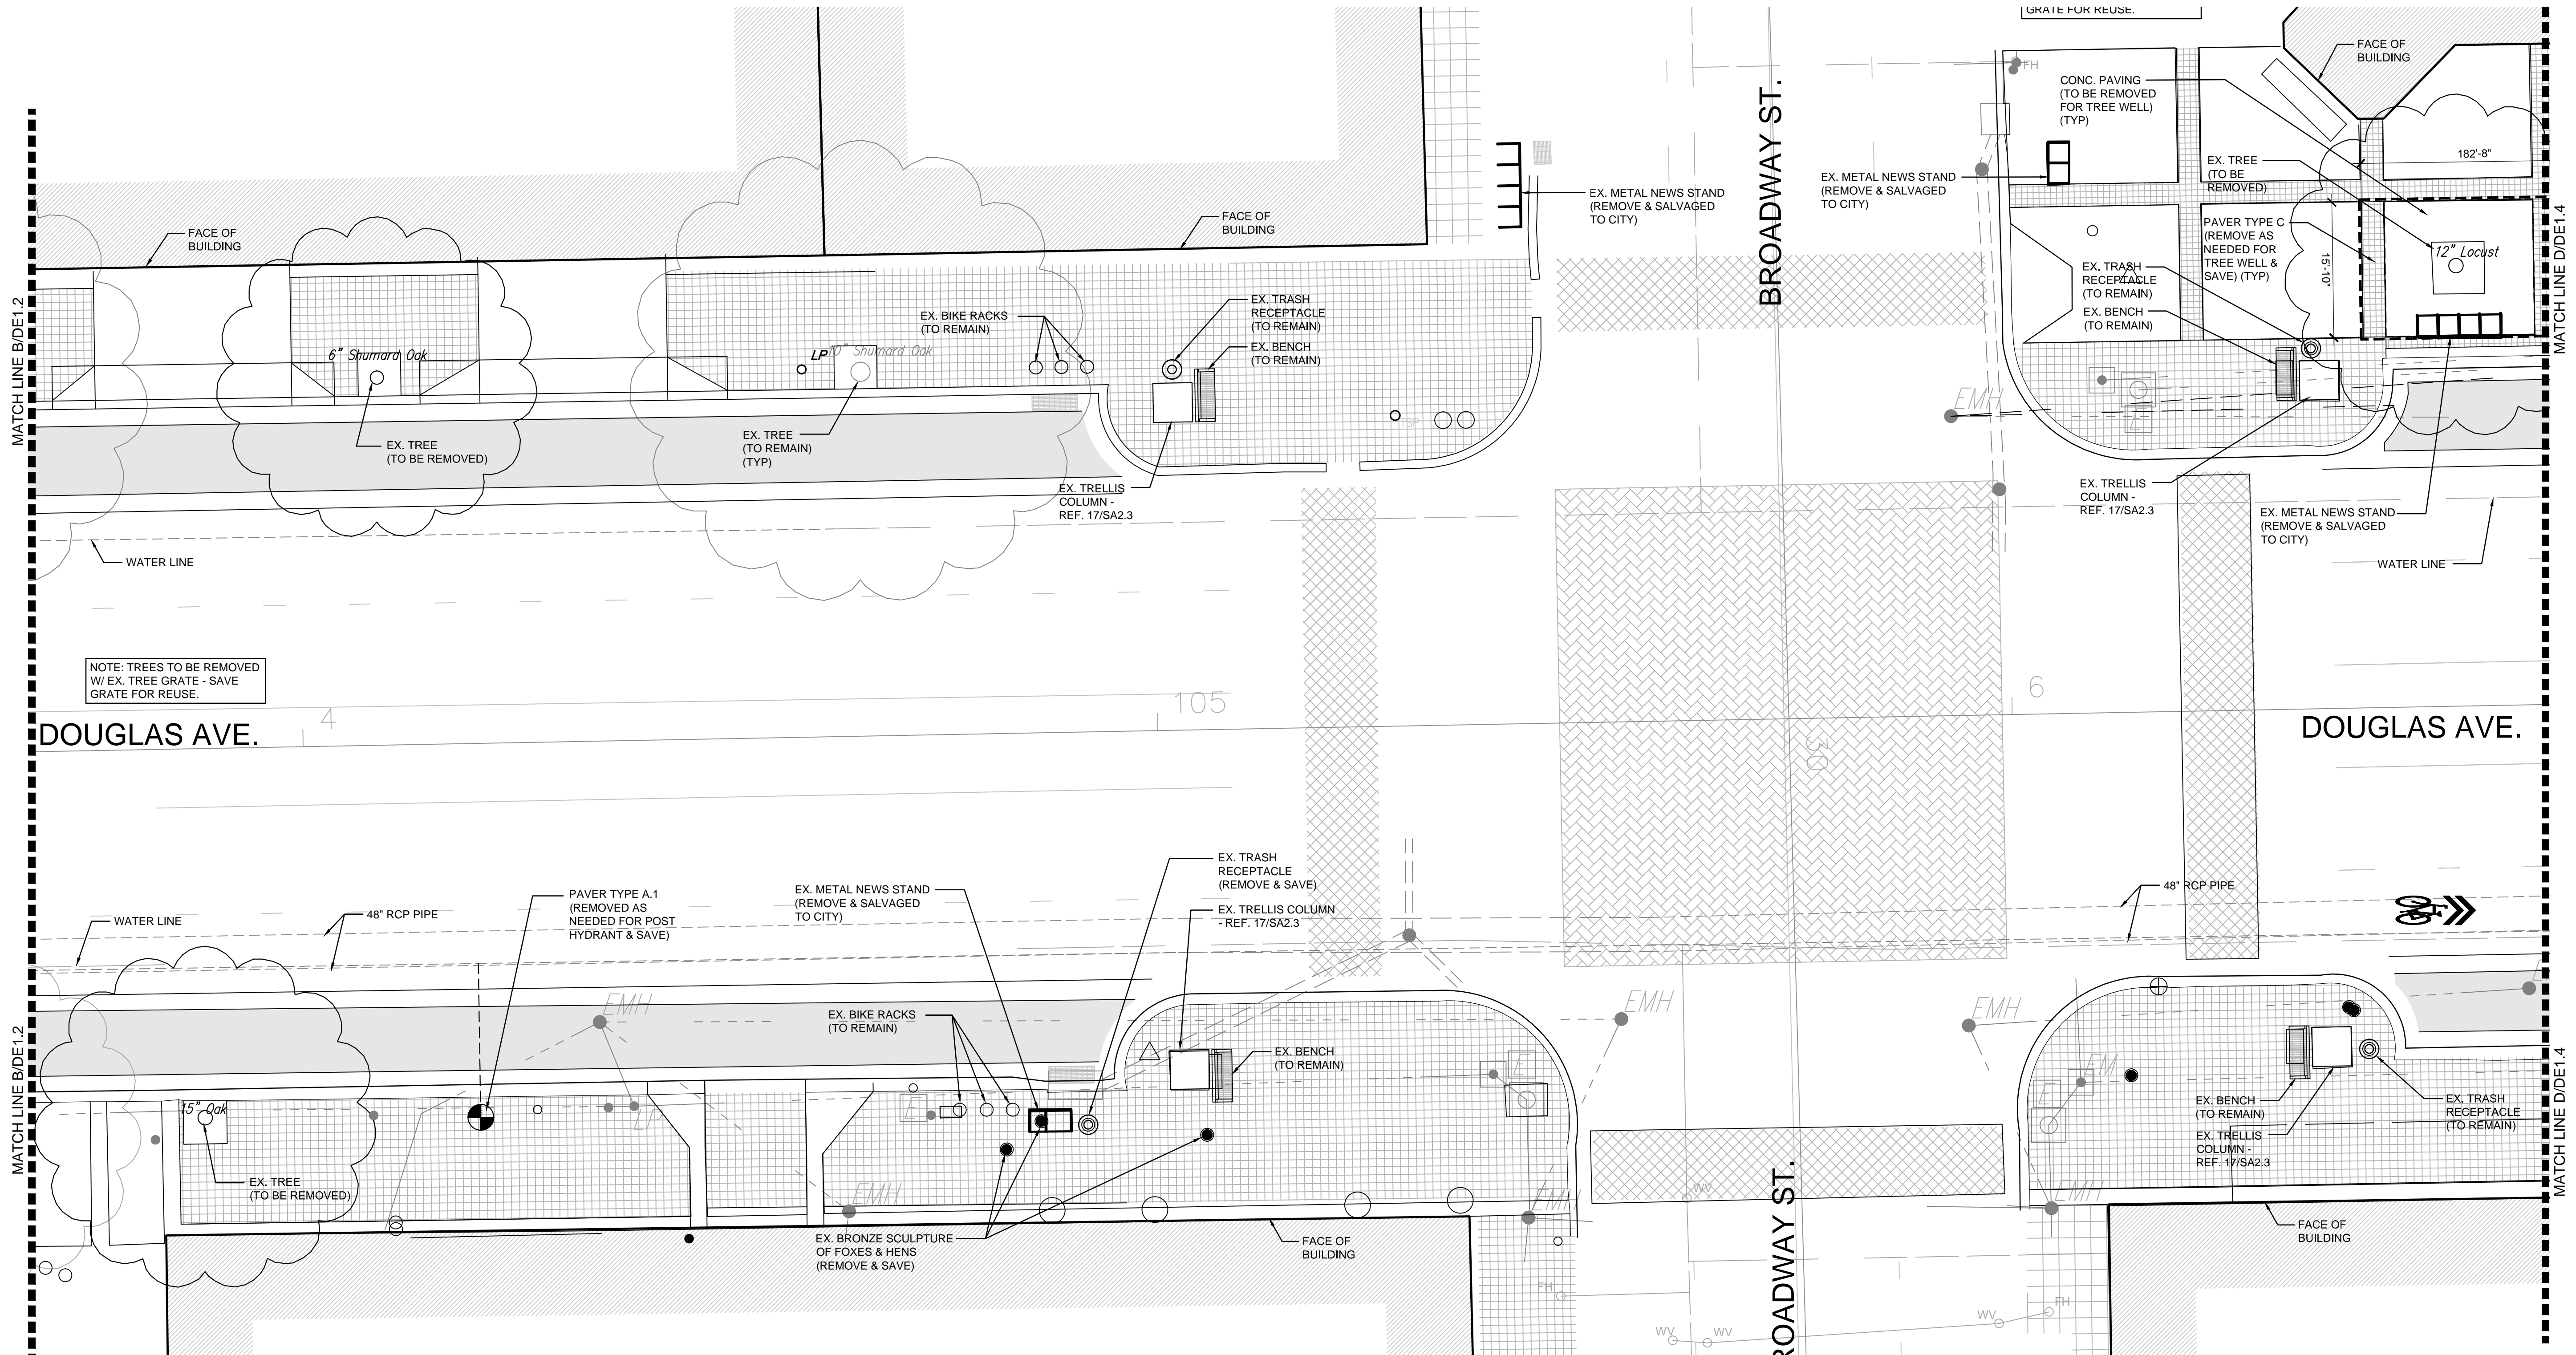 GRATE FOR REUSE.
FH
FACE OF
BUILDING
CONC. PAVING
(TO BE REMOVED
FOR TREE WELL)
(TYP)
BROADWAY ST.
EX. TREE
(TO BE
REMOVED)
182'-8"
EX. METAL NEWS STAND
(REMOVE & SALVAGED
TO CITY)
EX. METAL NEWS STAND
(REMOVE & SALVAGED
TO CITY)
FACE OF
BUILDING
FACE OF
BUILDING
PAVER TYPE C
(REMOVE AS
NEEDED FOR
TREE WELL &
SAVE) (TYP)
12" Locust
15'-10"
MATCH LINE D/DE1.4
MATCH LINE B/DE1.2
EX. TRASH
RECEPTACLE
(TO REMAIN)
EX. BENCH
(TO REMAIN)
EX. TRASH
RECEPTACLE
(TO REMAIN)
EX. BENCH
(TO REMAIN)
EX. BIKE RACKS
(TO REMAIN)
6" Shumard Oak
LP
10" Shumard Oak
EMH
E
TSP
EX. TREE
(TO BE REMOVED)
EX. TREE
(TO REMAIN)
(TYP)
EX. TRELLIS
COLUMN -
REF. 17/SA2.3
EX. TRELLIS
COLUMN -
REF. 17/SA2.3
EX. METAL NEWS STAND
(REMOVE & SALVAGED
TO CITY)
WATER LINE
WATER LINE
NOTE: TREES TO BE REMOVED
W/ EX. TREE GRATE - SAVE
GRATE FOR REUSE.
DOUGLAS AVE.
4
105
6
30
DOUGLAS AVE.
EX. TRASH
RECEPTACLE
(REMOVE & SAVE)
EX. TRELLIS COLUMN
- REF. 17/SA2.3
EX. METAL NEWS STAND
(REMOVE & SALVAGED
TO CITY)
PAVER TYPE A.1
(REMOVED AS
NEEDED FOR POST
HYDRANT & SAVE)
48" RCP PIPE
WATER LINE
48" RCP PIPE
EMH
EMH
EMH
EX. BIKE RACKS
(TO REMAIN)
EX. BENCH
(TO REMAIN)
MATCH LINE B/DE1.2
15" Oak
LP
E
E
E
EM
EX. BENCH
(TO REMAIN)
EX. TRASH
RECEPTACLE
(TO REMAIN)
EX. TRELLIS
COLUMN -
REF. 17/SA2.3
MATCH LINE D/DE1.4
EX. TREE
(TO BE REMOVED)
EMH
EMH
EMH
WV
EX. BRONZE SCULPTURE
OF FOXES & HENS
(REMOVE & SAVE)
FACE OF
BUILDING
FACE OF
BUILDING
BROADWAY ST.
FH
FH
WV
WV
WV